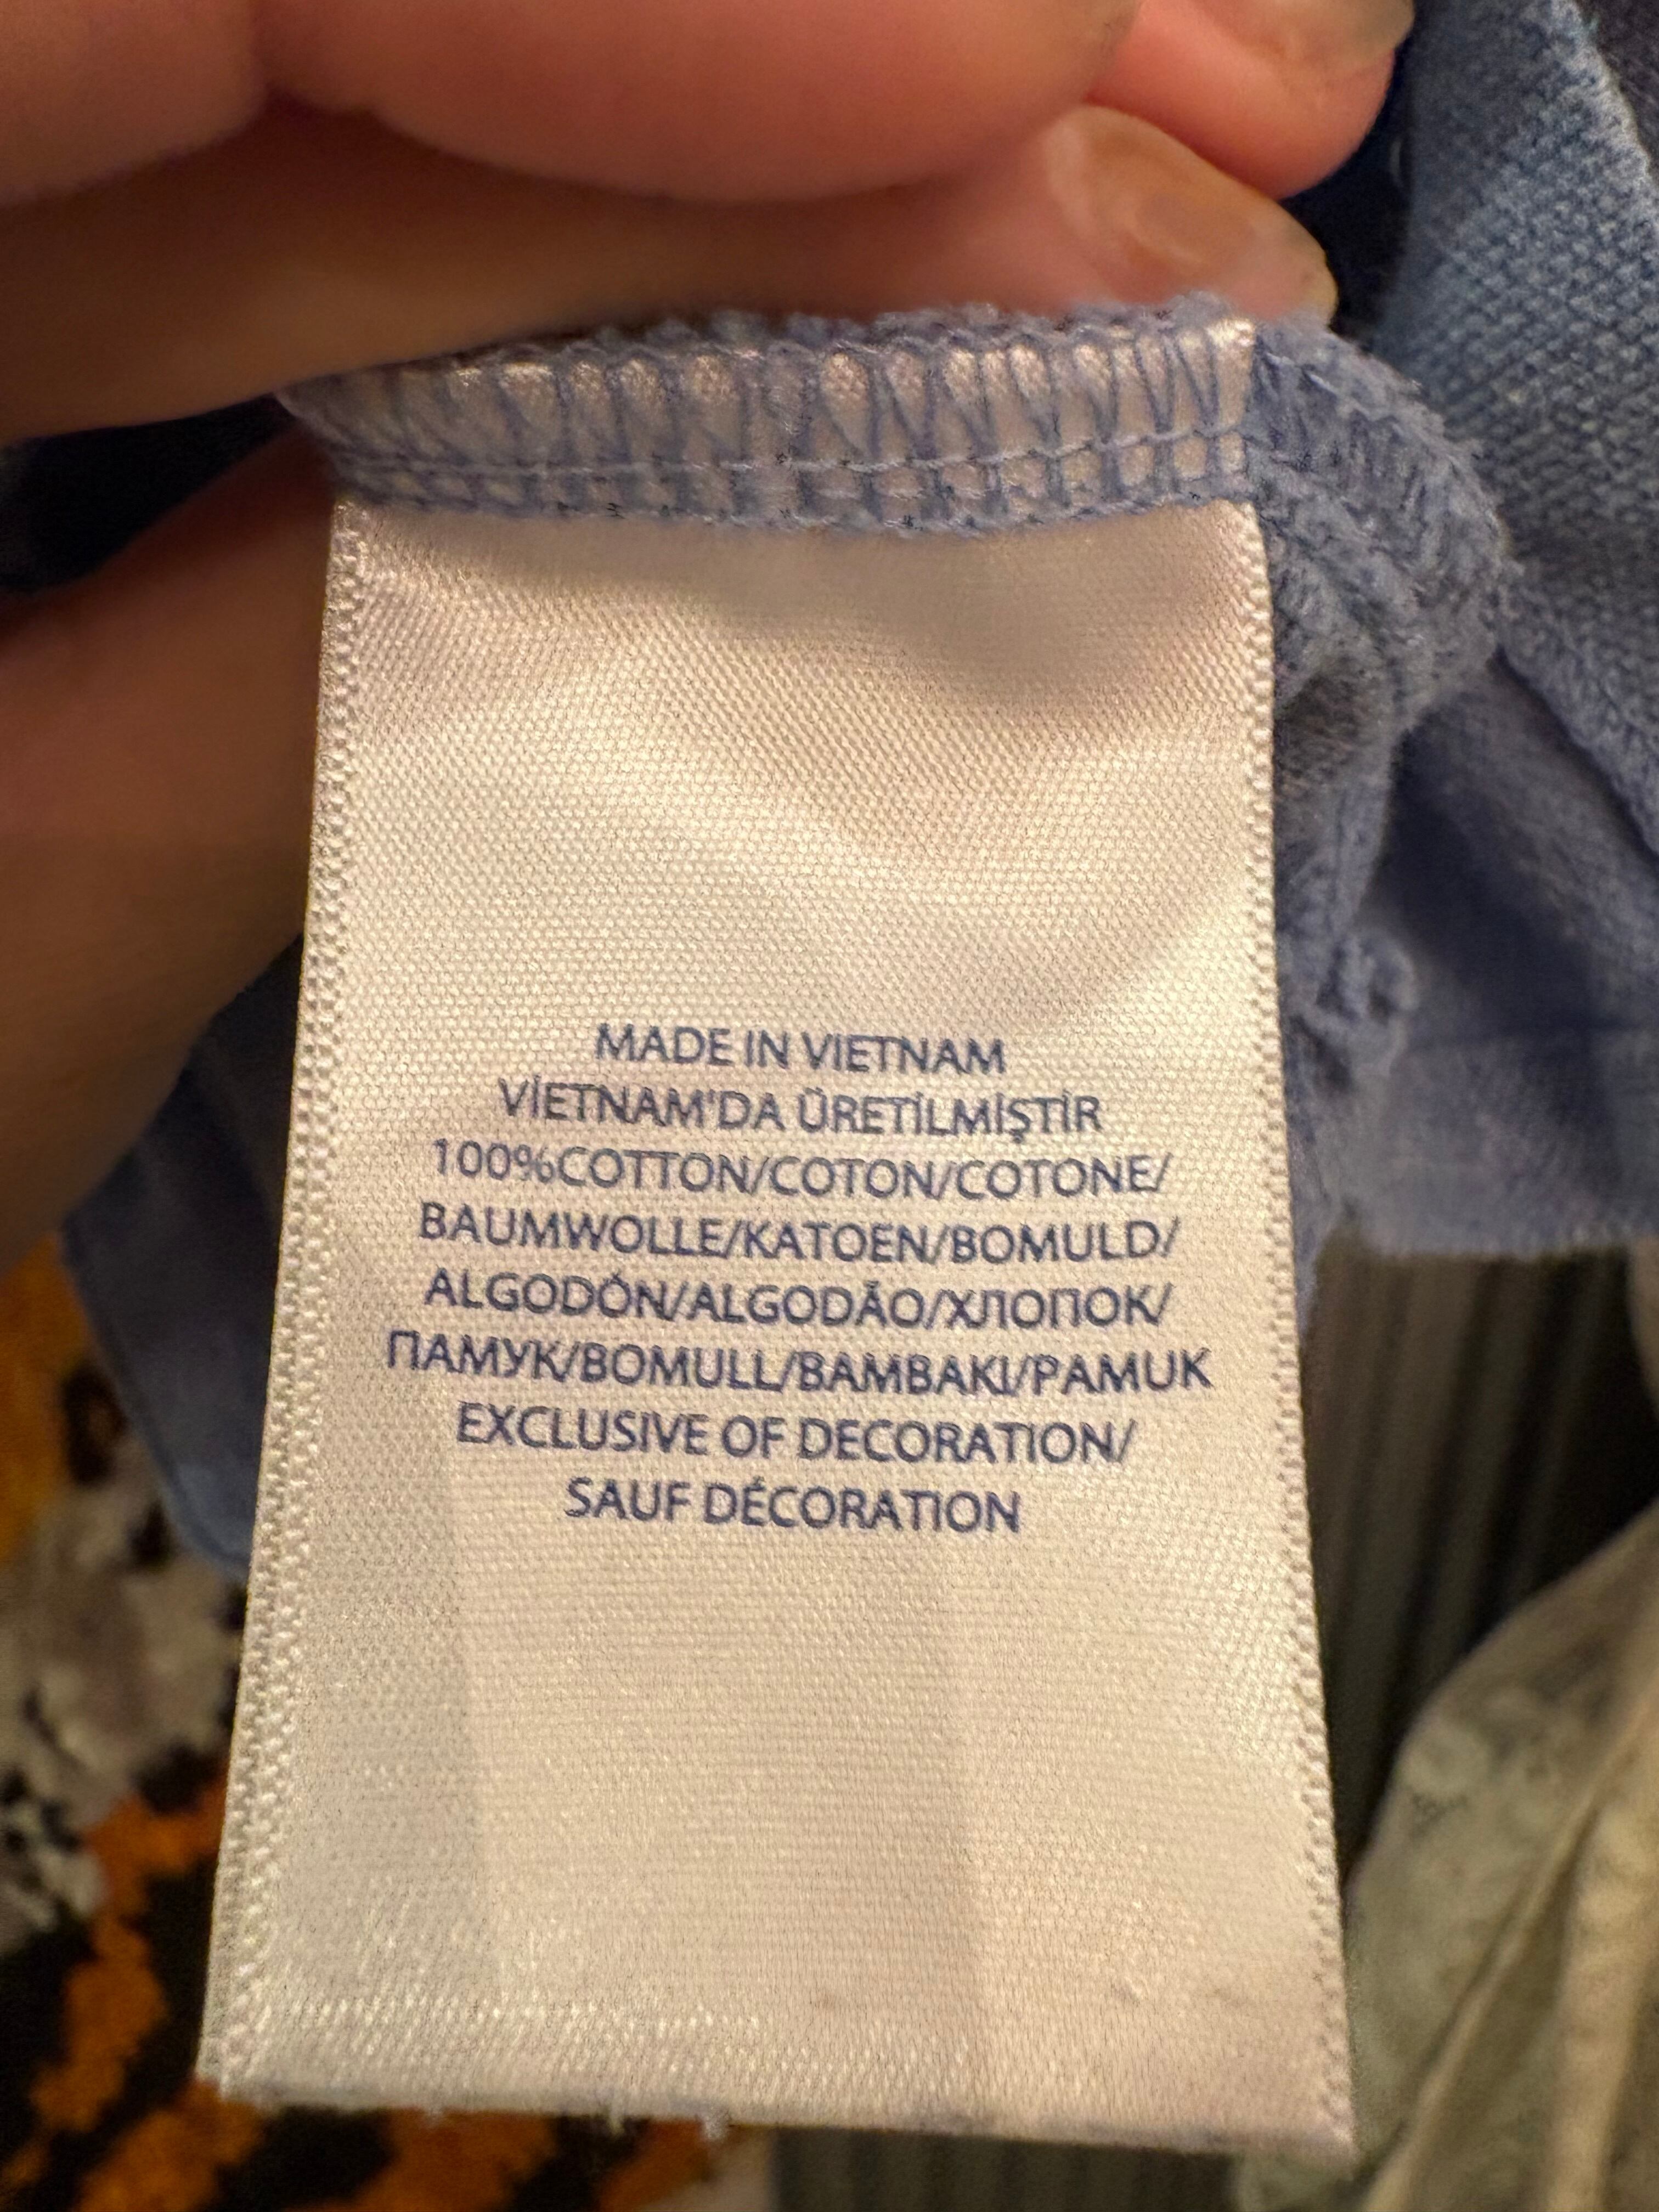 MADE IN VIETNAM
VİETNAM'DA ÜRETİLMİŞTİR
100%COTTON/COTON/COTONE/
BAUMWOLLE/KATOEN/BOMULD/
ALGODÓN/ALGODÃO/ХЛОПОК/
ПАМУК/BOMULL/BAMBAKI/PAMUK
EXCLUSIVE OF DECORATION/
SAUF DÉCORATION